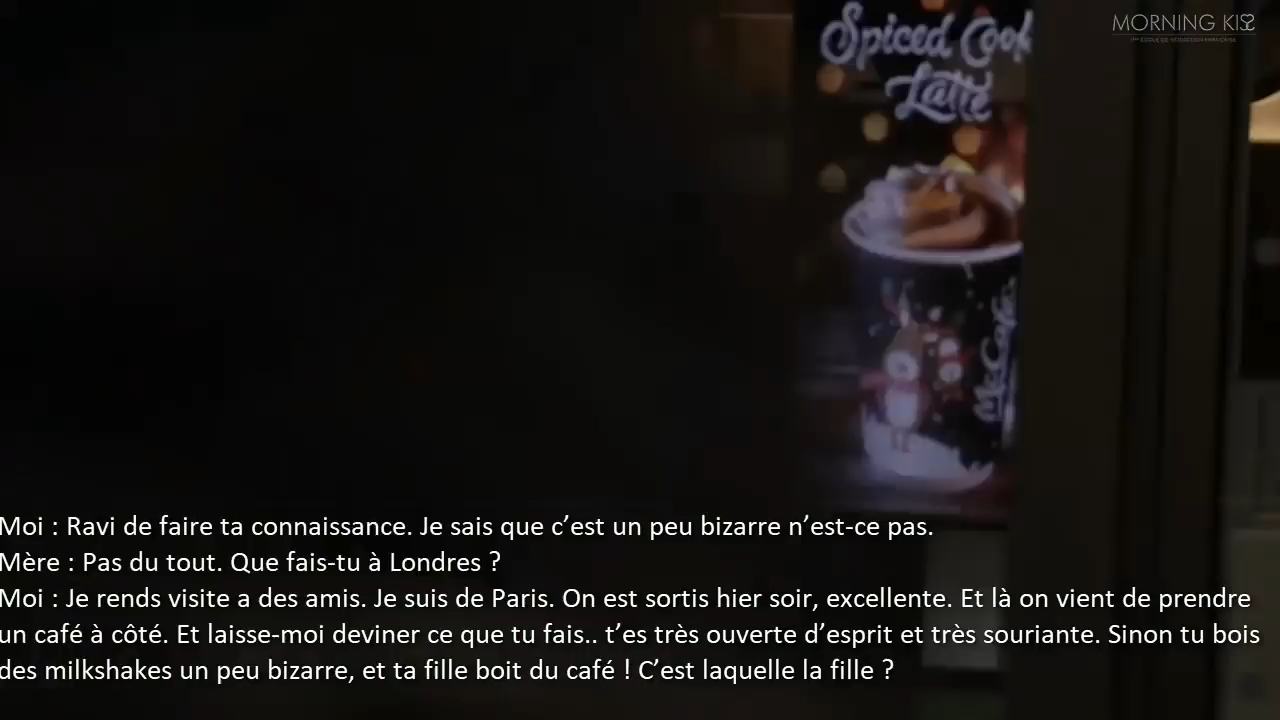 MORNING KISS
Spiced Cook
Latte
McCafé
Moi : Ravi de faire ta connaissance. Je sais que c’est un peu bizarre n’est-ce pas.
Mère : Pas du tout. Que fais-tu à Londres ?
Moi : Je rends visite a des amis. Je suis de Paris. On est sortis hier soir, excellente. Et là on vient de prendre
un café à côté. Et laisse-moi deviner ce que tu fais.. t’es très ouverte d’esprit et très souriante. Sinon tu bois
des milkshakes un peu bizarre, et ta fille boit du café ! C’est laquelle la fille ?